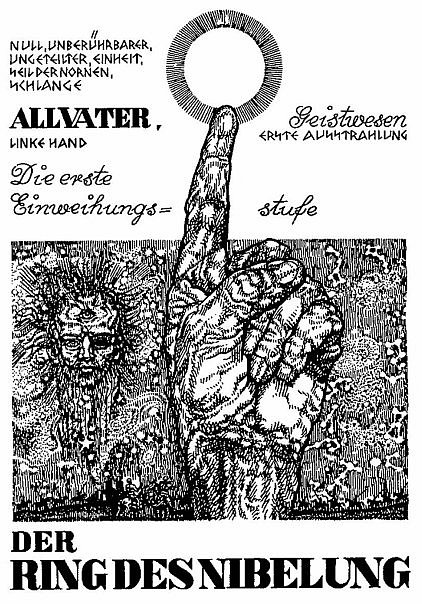 NULL, UNBERÜHRBARER,
UNGETEILTER, EINHEIT,
SEIL DER NORNEN,
SCHLANGE
ALLVATER,
LINKE HAND
Geistwesen
ERSTE AUSSTRAHLUNG
Die erste
Einweihungs= stufe
DER
RING DES NIBELUNG